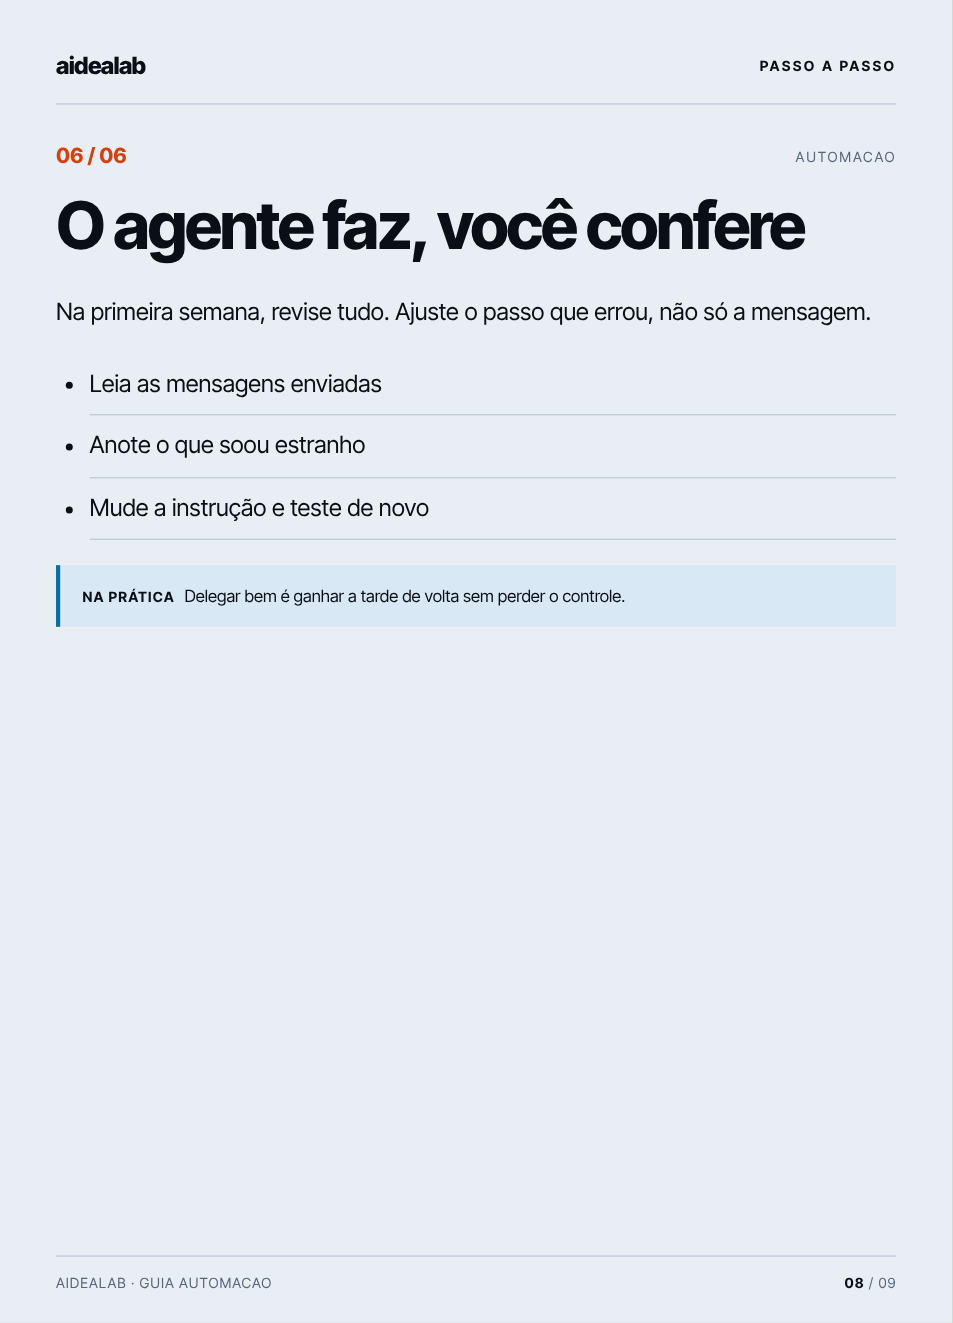 aidealab
PASSO A PASSO
06 / 06
AUTOMACAO
O agente faz, você confere
Na primeira semana, revise tudo. Ajuste o passo que errou, não só a mensagem.
• Leia as mensagens enviadas
• Anote o que soou estranho
• Mude a instrução e teste de novo
NA PRÁTICA Delegar bem é ganhar a tarde de volta sem perder o controle.
AIDEALAB · GUIA AUTOMACAO
08 / 09